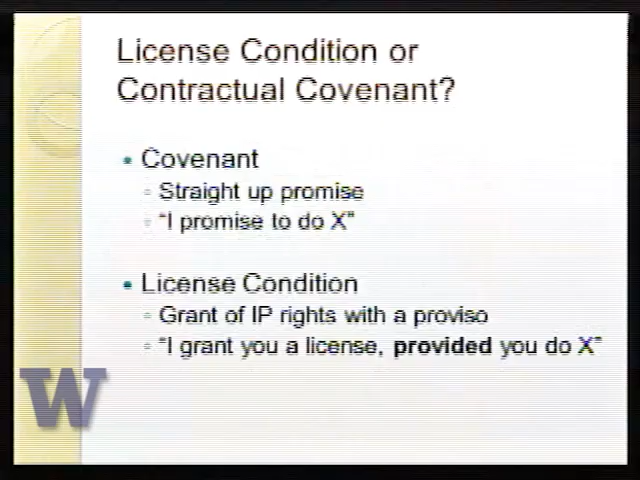 License Condition or
Contractual Covenant?
• Covenant
◦ Straight up promise
◦ “I promise to do X”
• License Condition
◦ Grant of IP rights with a proviso
◦ “I grant you a license, provided you do X”
W